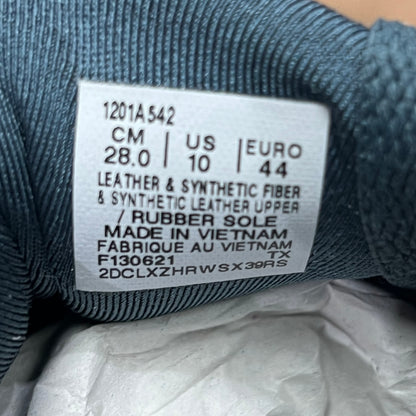 1201A542
CM | US | EURO
28.0 | 10 | 44
LEATHER & SYNTHETIC FIBER
& SYNTHETIC LEATHER UPPER
/ RUBBER SOLE
MADE IN VIETNAM
FABRIQUE AU VIETNAM
F130621 TX
2DCLXZHRWSX39RS